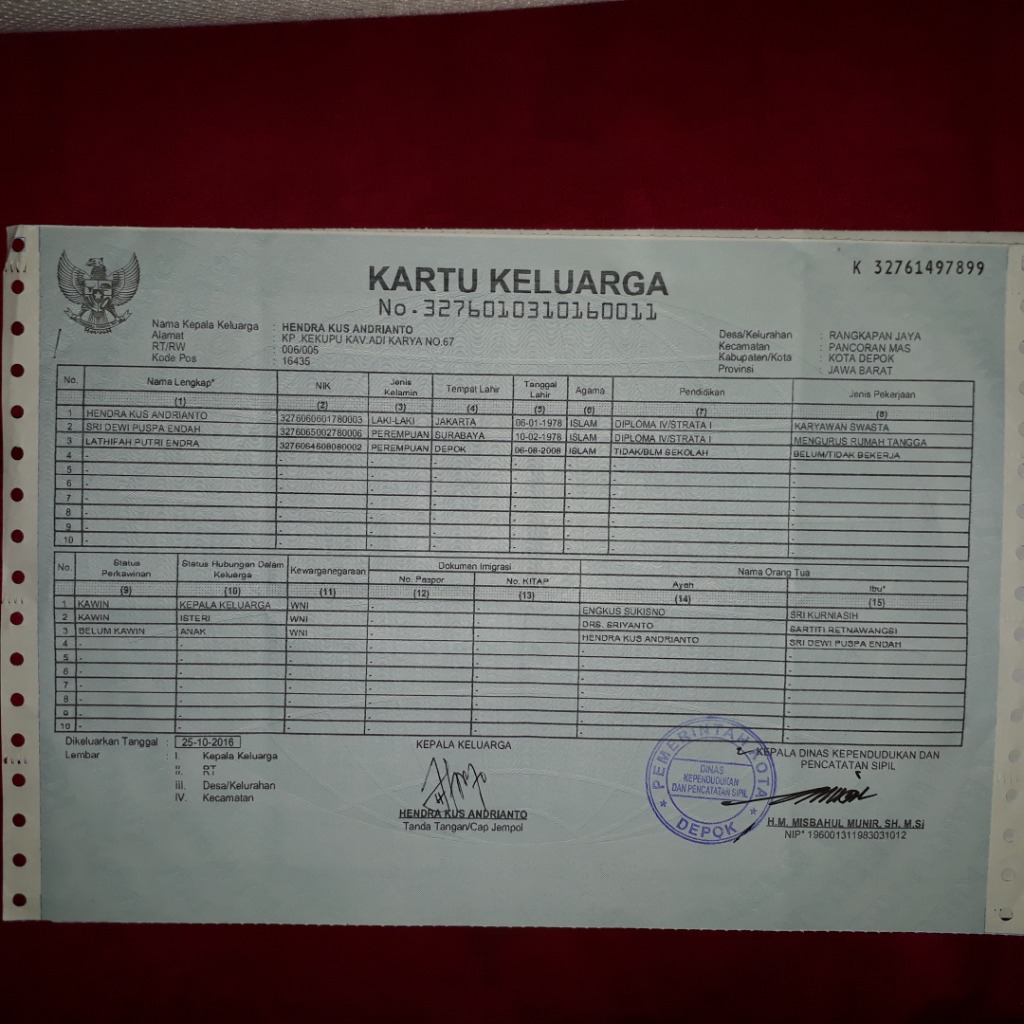 KARTU KELUARGA
No.3276010310160011
K 32761497899
Nama Kepala Keluarga : HENDRA KUS ANDRIANTO
Alamat : KP .KEKUPU KAV.ADI KARYA NO.67
RT/RW : 006/005
Kode Pos : 16435
Desa/Kelurahan : RANGKAPAN JAYA
Kecamatan : PANCORAN MAS
Kabupaten/Kota : KOTA DEPOK
Provinsi : JAWA BARAT
No. Nama Lengkap* NIK Jenis Kelamin Tempat Lahir Tanggal Lahir Agama Pendidikan Jenis Pekerjaan
(1) (2) (3) (4) (5) (6) (7) (8)
1 HENDRA KUS ANDRIANTO 3276060601780003 LAKI-LAKI JAKARTA 06-01-1978 ISLAM DIPLOMA IV/STRATA I KARYAWAN SWASTA
2 SRI DEWI PUSPA ENDAH 3276065002780006 PEREMPUAN SURABAYA 10-02-1978 ISLAM DIPLOMA IV/STRATA I MENGURUS RUMAH TANGGA
3 LATHIFAH PUTRI ENDRA 3276064608080002 PEREMPUAN DEPOK 06-08-2008 ISLAM TIDAK/BLM SEKOLAH BELUM/TIDAK BEKERJA
4 - - - - - - - -
5 - - - - - - - -
6 - - - - - - - -
7 - - - - - - - -
8 - - - - - - - -
9 - - - - - - - -
10 - - - - - - - -
No. Status Perkawinan Status Hubungan Dalam Keluarga Kewarganegaraan Dokumen Imigrasi Nama Orang Tua
No. Paspor No. KITAP Ayah Ibu*
(9) (10) (11) (12) (13) (14) (15)
1 KAWIN KEPALA KELUARGA WNI - - ENGKUS SUKISNO SRI KURNIASIH
2 KAWIN ISTERI WNI - - DRS. SRIYANTO SARTITI RETNAWANGSI
3 BELUM KAWIN ANAK WNI - - HENDRA KUS ANDRIANTO SRI DEWI PUSPA ENDAH
4 - - - - - - -
5 - - - - - - -
6 - - - - - - -
7 - - - - - - -
8 - - - - - - -
9 - - - - - - -
10 - - - - - - -
Dikeluarkan Tanggal : 25-10-2016
Lembar : I. Kepala Keluarga
II. RT
III. Desa/Kelurahan
IV. Kecamatan
KEPALA KELUARGA
HENDRA KUS ANDRIANTO
Tanda Tangan/Cap Jempol
PEMERINTAH KOTA
DINAS
KEPENDUDUKAN
DAN PENCATATAN SIPIL
DEPOK
KEPALA DINAS KEPENDUDUKAN DAN
PENCATATAN SIPIL
H.M. MISBAHUL MUNIR, SH, M.Si
NIP* 196001311983031012